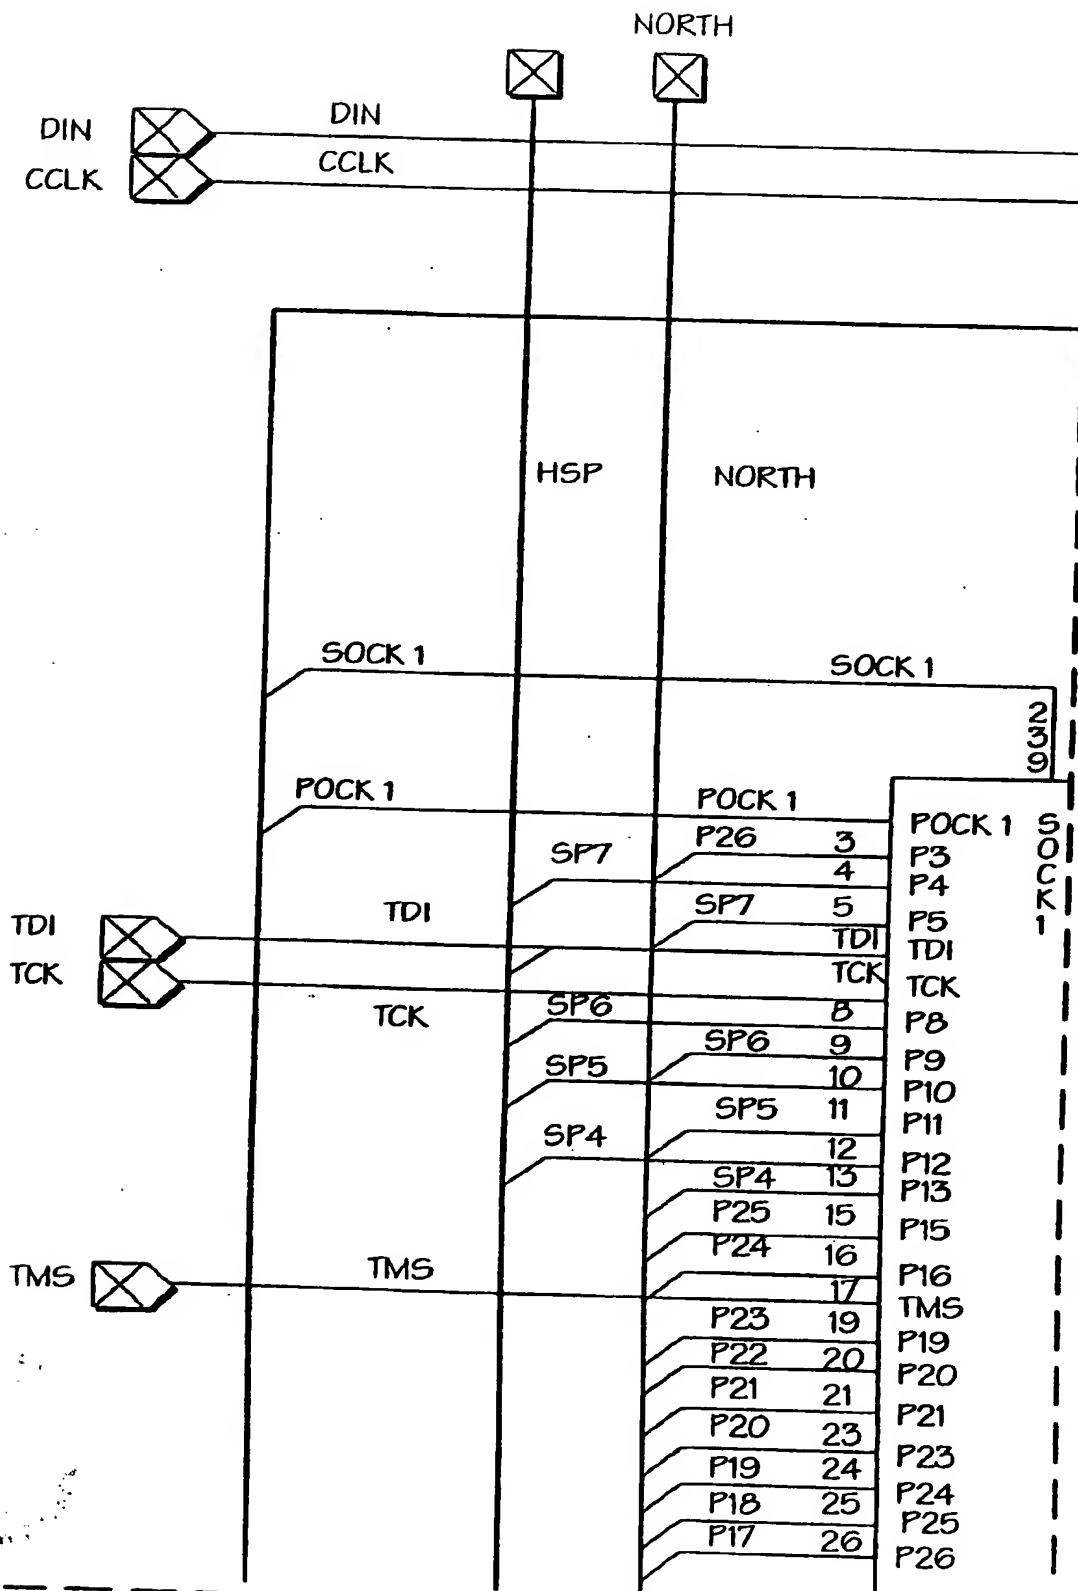 NORTH
DIN DIN
CCLK CCLK
HSP NORTH
SOCK 1 SOCK 1
2
3
9
POCK 1 POCK 1 POCK 1
SOCK 1
P26 3 P3
SP7 4 P4
SP7 5 P5
TDI TDI TDI TDI
TCK TCK TCK TCK
SP6 8 P8
SP6 9 P9
SP5 10 P10
SP5 11 P11
SP4 12 P12
SP4 13 P13
P25 15 P15
P24 16 P16
TMS TMS 17 TMS
P23 19 P19
P22 20 P20
P21 21 P21
P20 23 P23
P19 24 P24
P18 25 P25
P17 26 P26